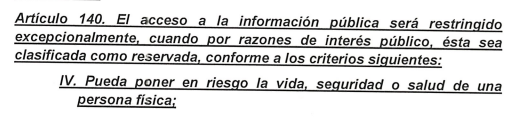 Artículo 140. El acceso a la información pública será restringido
excepcionalmente, cuando por razones de interés público, ésta sea
clasificada como reservada, conforme a los criterios siguientes:
IV. Pueda poner en riesgo la vida, seguridad o salud de una
persona física;